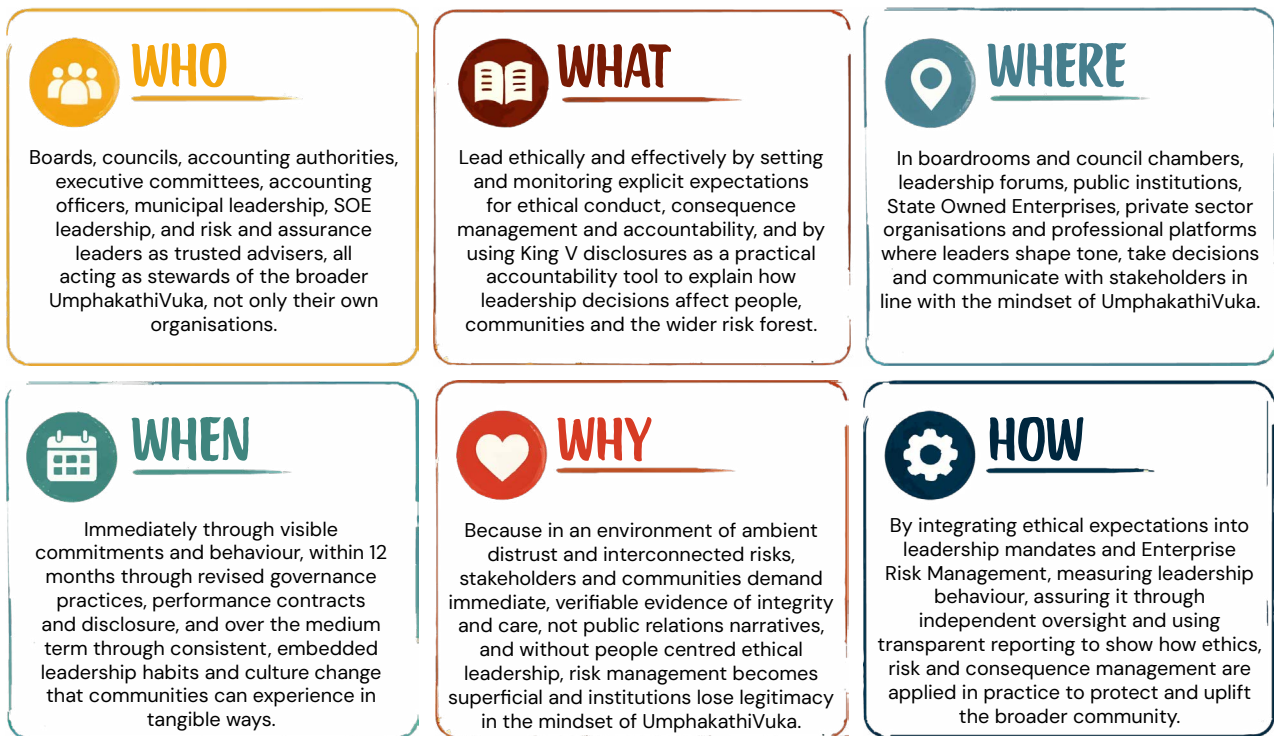 WHO
Boards, councils, accounting authorities,
executive committees, accounting
officers, municipal leadership, SOE
leadership, and risk and assurance
leaders as trusted advisers, all
acting as stewards of the broader
UmphakathiVuka, not only their own
organisations.
WHAT
Lead ethically and effectively by setting
and monitoring explicit expectations
for ethical conduct, consequence
management and accountability, and by
using King V disclosures as a practical
accountability tool to explain how
leadership decisions affect people,
communities and the wider risk forest.
WHERE
In boardrooms and council chambers,
leadership forums, public institutions,
State Owned Enterprises, private sector
organisations and professional platforms
where leaders shape tone, take decisions
and communicate with stakeholders in
line with the mindset of UmphakathiVuka.
WHEN
Immediately through visible
commitments and behaviour, within 12
months through revised governance
practices, performance contracts
and disclosure, and over the medium
term through consistent, embedded
leadership habits and culture change
that communities can experience in
tangible ways.
WHY
Because in an environment of ambient
distrust and interconnected risks,
stakeholders and communities demand
immediate, verifiable evidence of integrity
and care, not public relations narratives,
and without people centred ethical
leadership, risk management becomes
superficial and institutions lose legitimacy
in the mindset of UmphakathiVuka.
HOW
By integrating ethical expectations into
leadership mandates and Enterprise
Risk Management, measuring leadership
behaviour, assuring it through
independent oversight and using
transparent reporting to show how ethics,
risk and consequence management are
applied in practice to protect and uplift
the broader community.